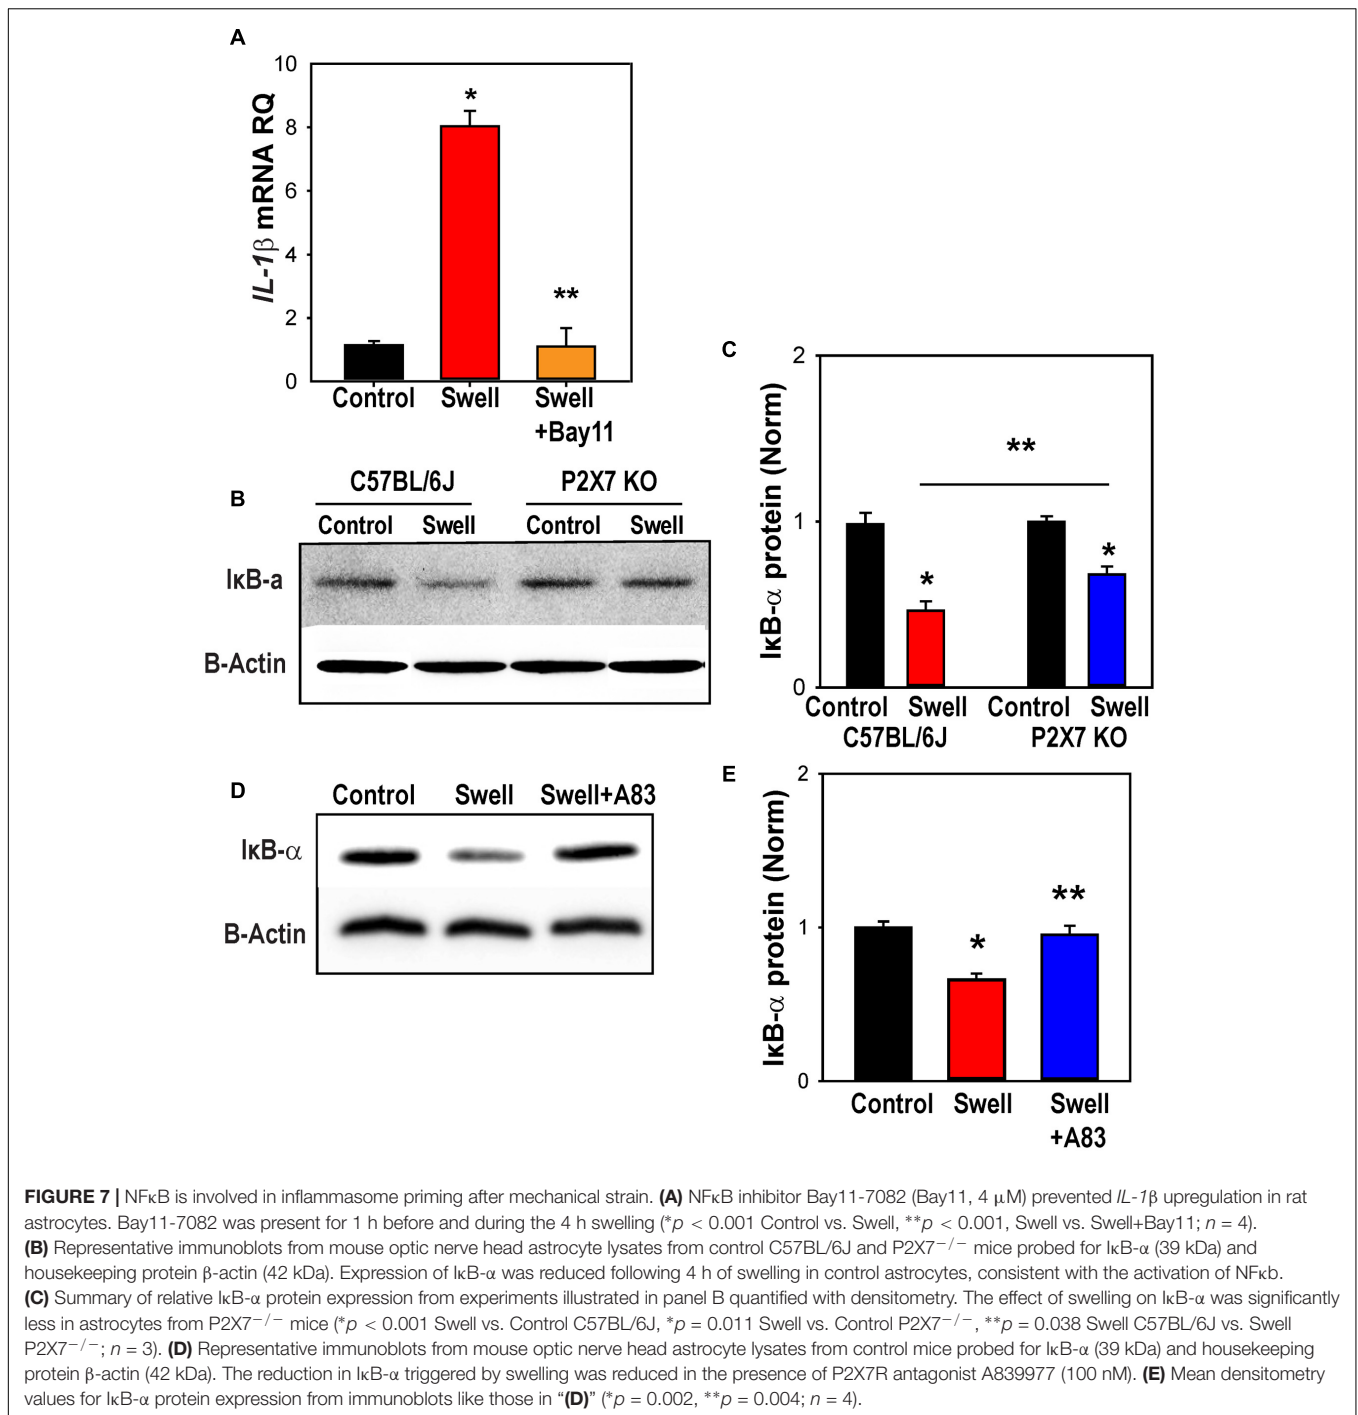 A
10
8
6
4
2
0
IL-1β mRNA RQ
*
**
Control Swell Swell
+Bay11
B
C57BL/6J P2X7 KO
Control Swell Control Swell
IκB-a
B-Actin
C
2
1
0
IκB-α protein (Norm)
**
*
*
Control Swell Control Swell
C57BL/6J P2X7 KO
D
Control Swell Swell+A83
IκB-α
B-Actin
E
2
1
0
IκB-α protein (Norm)
*
**
Control Swell Swell
+A83
FIGURE 7 | NFκB is involved in inflammasome priming after mechanical strain. (A) NFκB inhibitor Bay11-7082 (Bay11, 4 μM) prevented IL-1β upregulation in rat
astrocytes. Bay11-7082 was present for 1 h before and during the 4 h swelling (*p < 0.001 Control vs. Swell, **p < 0.001, Swell vs. Swell+Bay11; n = 4).
(B) Representative immunoblots from mouse optic nerve head astrocyte lysates from control C57BL/6J and P2X7−/− mice probed for IκB-α (39 kDa) and
housekeeping protein β-actin (42 kDa). Expression of IκB-α was reduced following 4 h of swelling in control astrocytes, consistent with the activation of NFκb.
(C) Summary of relative IκB-α protein expression from experiments illustrated in panel B quantified with densitometry. The effect of swelling on IκB-α was significantly
less in astrocytes from P2X7−/− mice (*p < 0.001 Swell vs. Control C57BL/6J, *p = 0.011 Swell vs. Control P2X7−/−, **p = 0.038 Swell C57BL/6J vs. Swell
P2X7−/−; n = 3). (D) Representative immunoblots from mouse optic nerve head astrocyte lysates from control mice probed for IκB-α (39 kDa) and housekeeping
protein β-actin (42 kDa). The reduction in IκB-α triggered by swelling was reduced in the presence of P2X7R antagonist A839977 (100 nM). (E) Mean densitometry
values for IκB-α protein expression from immunoblots like those in “(D)” (*p = 0.002, **p = 0.004; n = 4).